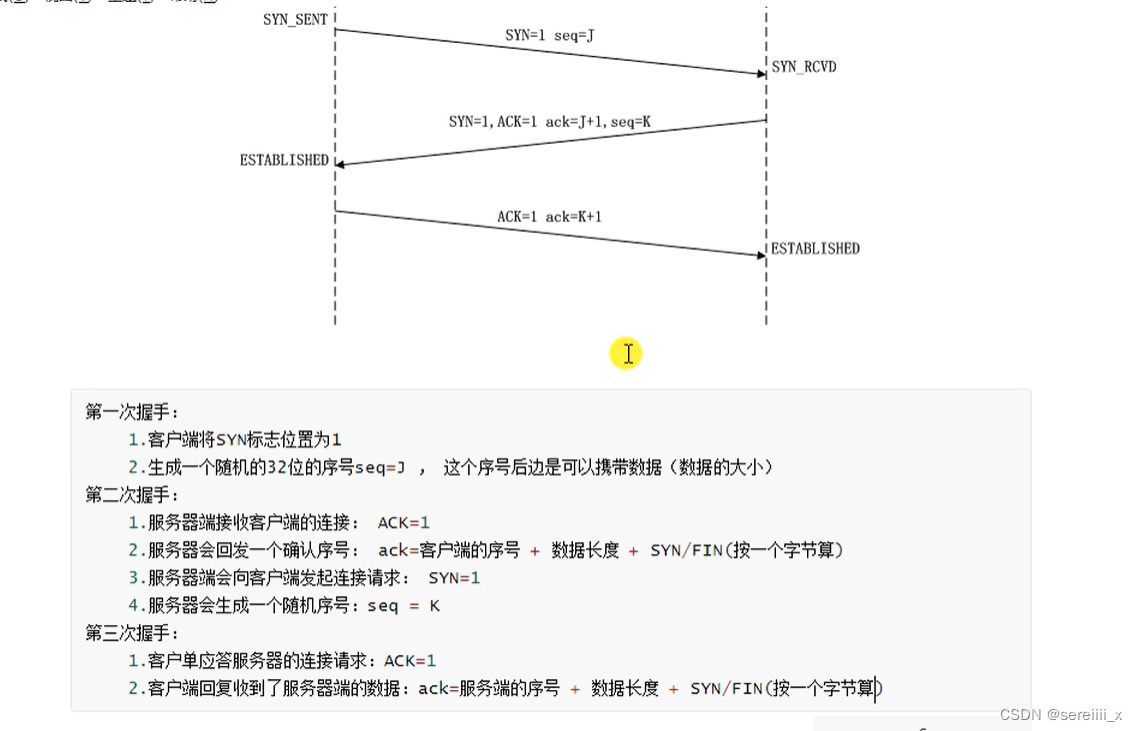 SYN_SENT
SYN=1 seq=J
SYN_RCVD
SYN=1,ACK=1 ack=J+1,seq=K
ESTABLISHED
ACK=1 ack=K+1
ESTABLISHED
第一次握手:
1.客户端将SYN标志位置为1
2.生成一个随机的32位的序号seq=J , 这个序号后边是可以携带数据(数据的大小)
第二次握手:
1.服务器端接收客户端的连接: ACK=1
2.服务器会回发一个确认序号: ack=客户端的序号 + 数据长度 + SYN/FIN(按一个字节算)
3.服务器端会向客户端发起连接请求: SYN=1
4.服务器会生成一个随机序号:seq = K
第三次握手:
1.客户单应答服务器的连接请求:ACK=1
2.客户端回复收到了服务器端的数据:ack=服务端的序号 + 数据长度 + SYN/FIN(按一个字节算)
CSDN @sereiiii_x